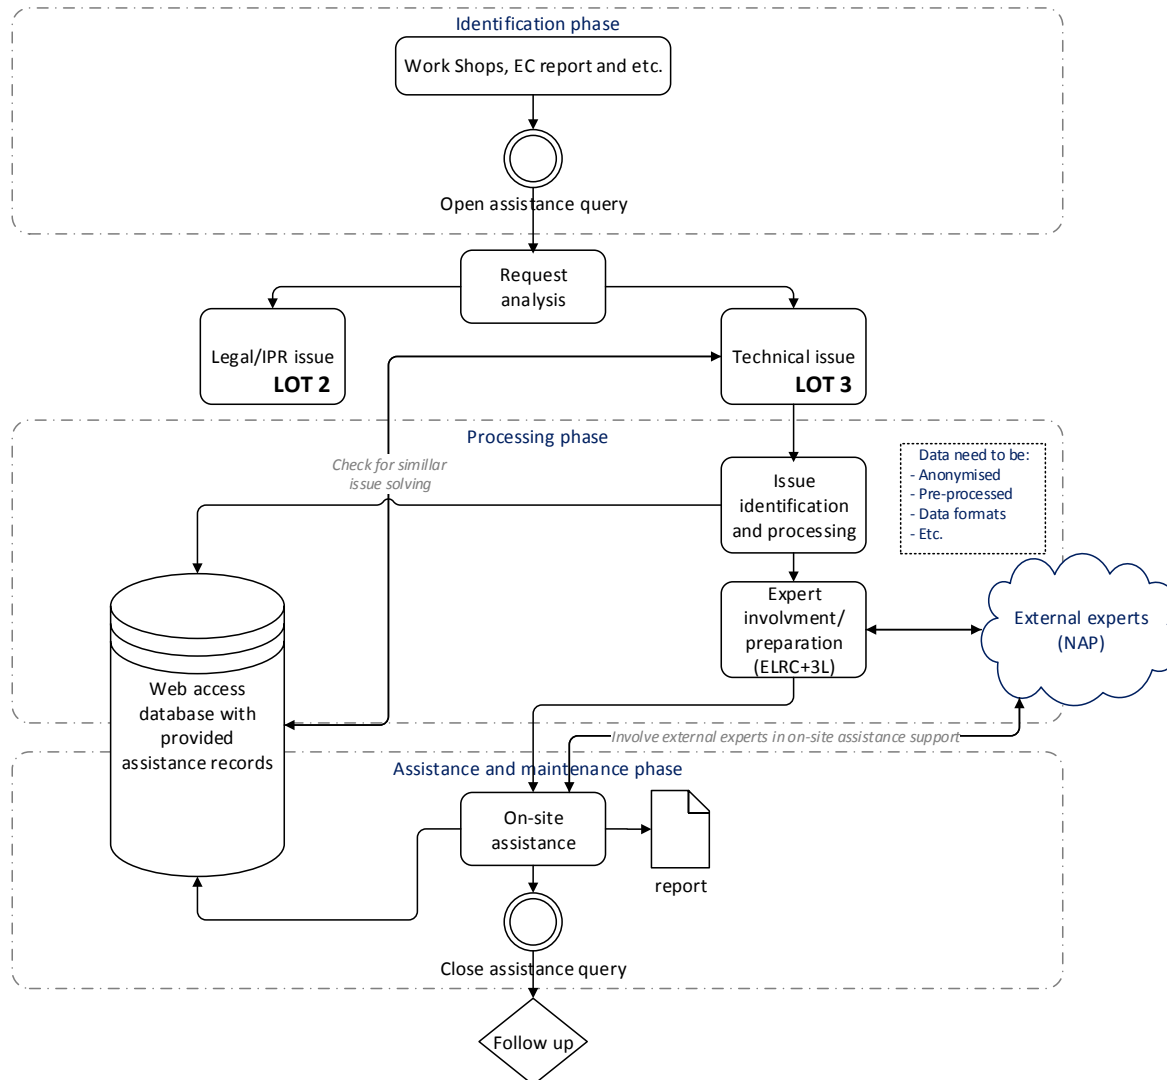 Identification phase
Work Shops, EC report and etc.
Open assistance query
Request
analysis
Legal/IPR issue
LOT 2
Technical issue
LOT 3
Processing phase
Check for simillar
issue solving
Issue
identification
and processing
Data need to be:
- Anonymised
- Pre-processed
- Data formats
- Etc.
Expert
involvment/
preparation
(ELRC+3L)
External experts
(NAP)
Web access
database with
provided
assistance records
Involve external experts in on-site assistance support
Assistance and maintenance phase
On-site
assistance
report
Close assistance query
Follow up